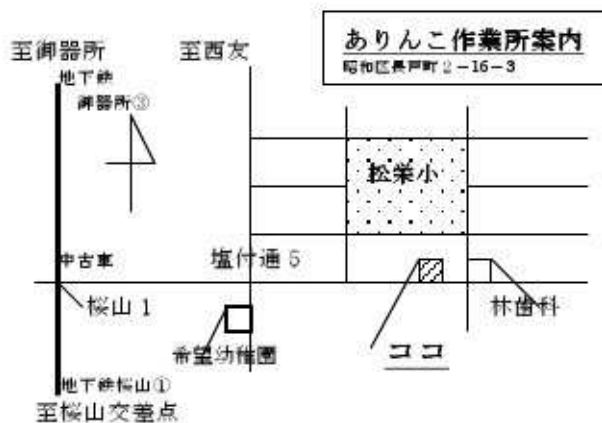 至御器所
至西友
ありんこ作業所案内
昭和区長戸町2-16-3
地下鉄
御器所③
松栄小
中古車
塩付通5
桜山1
林歯科
希望幼稚園
ココ
地下鉄桜山①
至桜山交差点